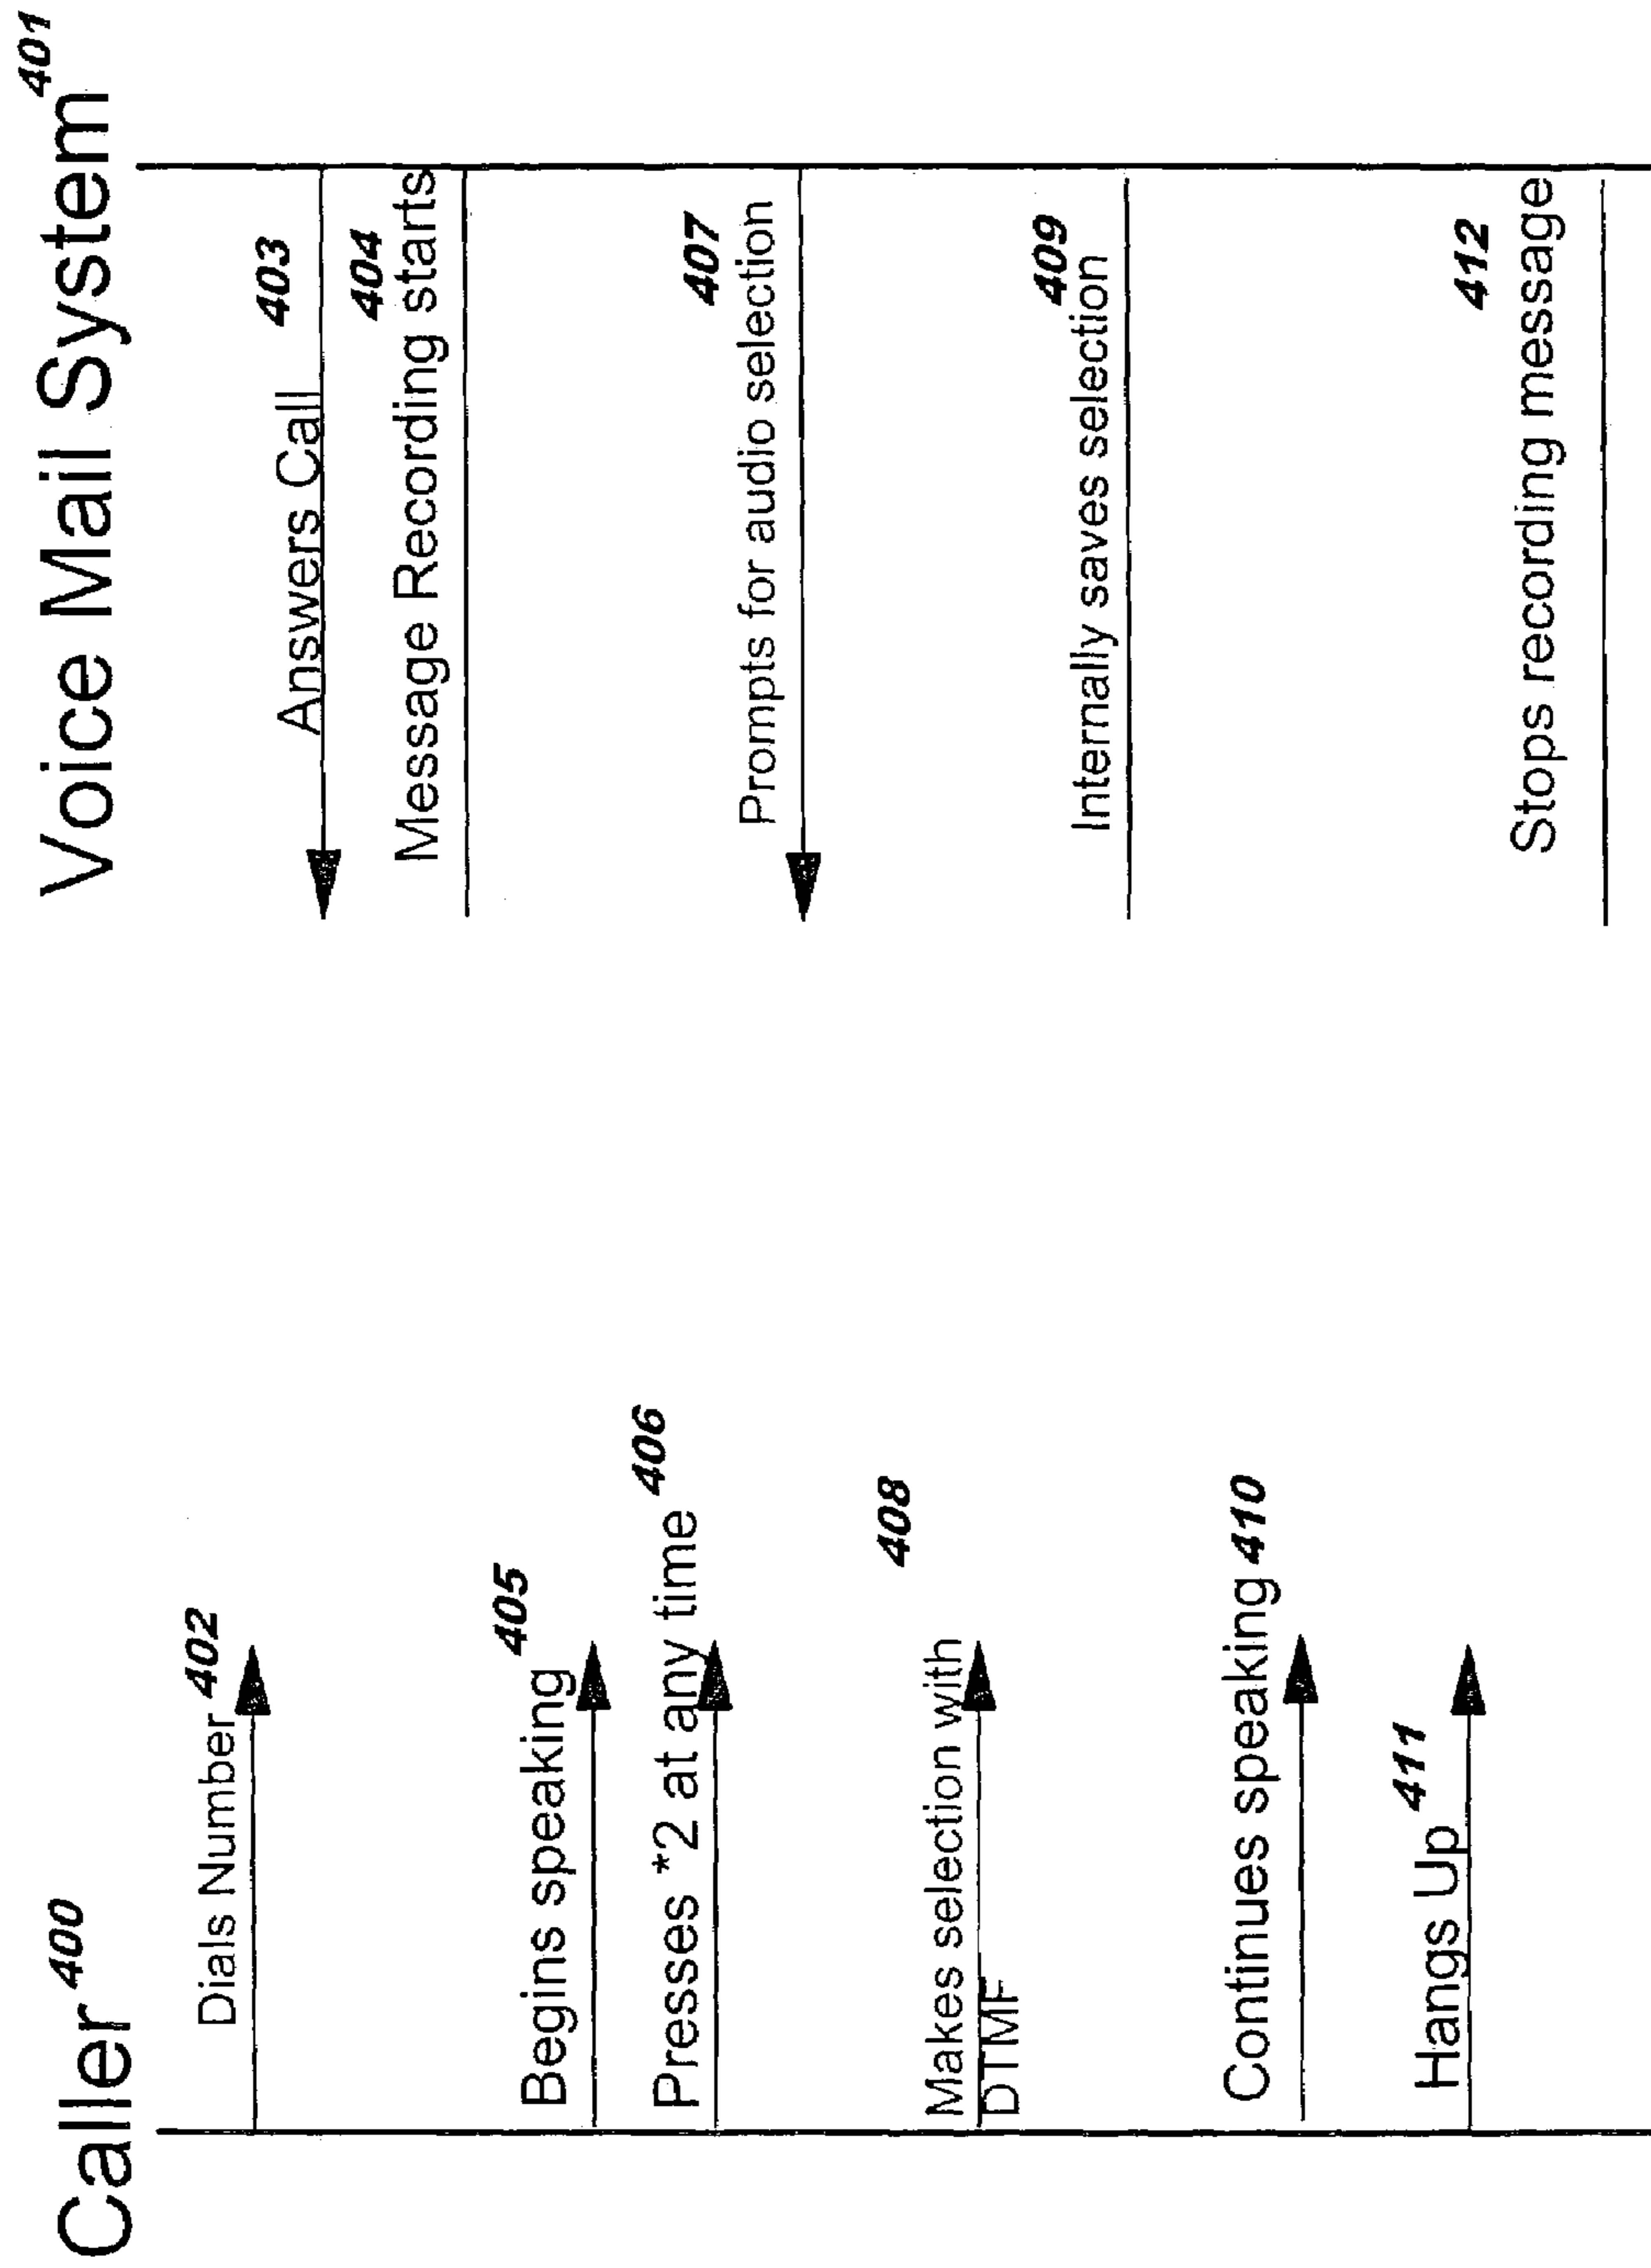 Caller 400
Voice Mail System 401
Dials Number 402
403
Answers Call
404
Message Recording starts
405
Begins speaking
Presses *2 at any time 406
407
Prompts for audio selection
408
Makes selection with
DTMF
409
Internally saves selection
Continues speaking 410
Hangs Up 411
412
Stops recording message